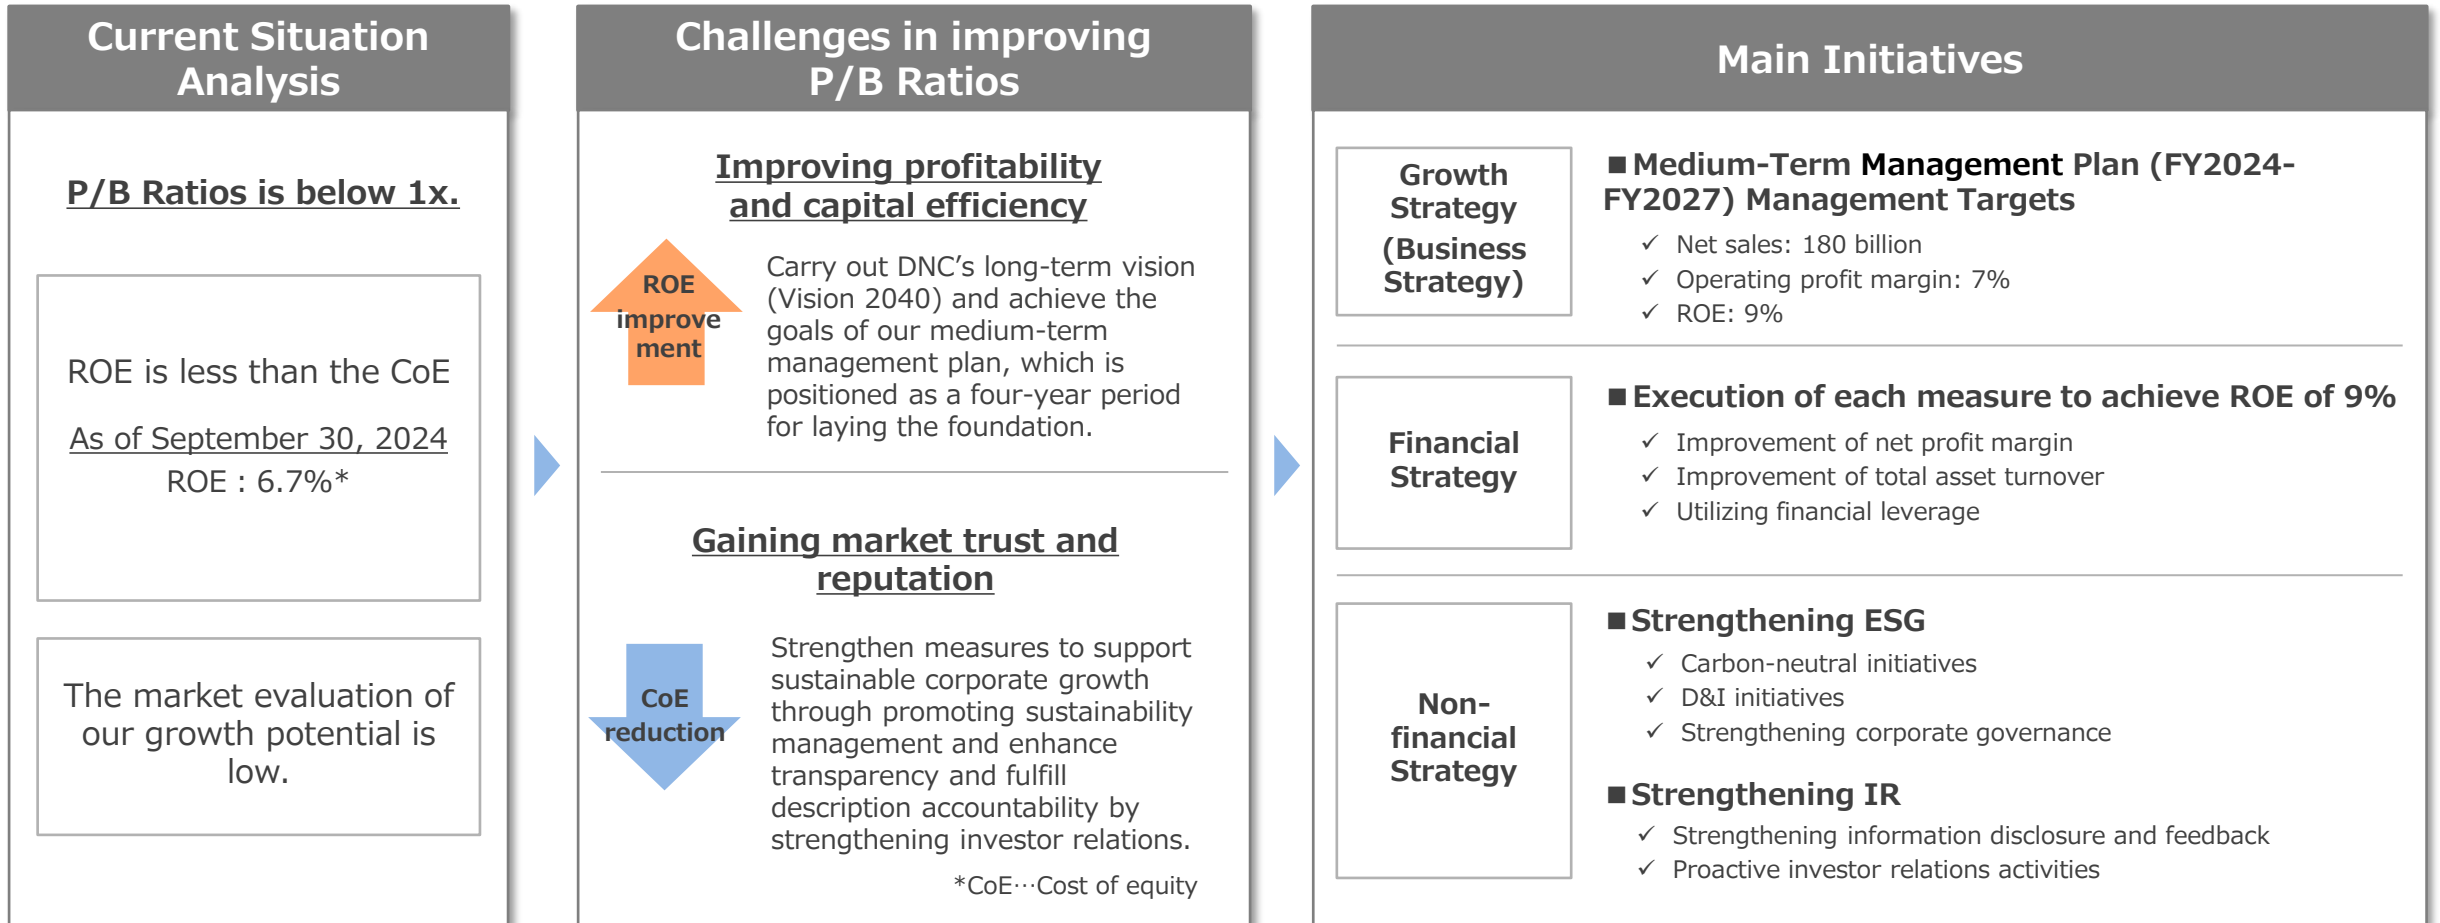 Current Situation
Analysis
P/B Ratios is below 1x.
ROE is less than the CoE
As of September 30, 2024
ROE : 6.7%*
The market evaluation of
our growth potential is
low.
Challenges in improving
P/B Ratios
Improving profitability
and capital efficiency
ROE
improve
ment
Carry out DNC’s long-term vision
(Vision 2040) and achieve the
goals of our medium-term
management plan, which is
positioned as a four-year period
for laying the foundation.
Gaining market trust and
reputation
CoE
reduction
Strengthen measures to support
sustainable corporate growth
through promoting sustainability
management and enhance
transparency and fulfill
description accountability by
strengthening investor relations.
*CoE⋯Cost of equity
Main Initiatives
Growth
Strategy
(Business
Strategy)
■Medium-Term Management Plan (FY2024-
FY2027) Management Targets
✓ Net sales: 180 billion
✓ Operating profit margin: 7%
✓ ROE: 9%
Financial
Strategy
■Execution of each measure to achieve ROE of 9%
✓ Improvement of net profit margin
✓ Improvement of total asset turnover
✓ Utilizing financial leverage
Non-
financial
Strategy
■Strengthening ESG
✓ Carbon-neutral initiatives
✓ D&I initiatives
✓ Strengthening corporate governance
■Strengthening IR
✓ Strengthening information disclosure and feedback
✓ Proactive investor relations activities